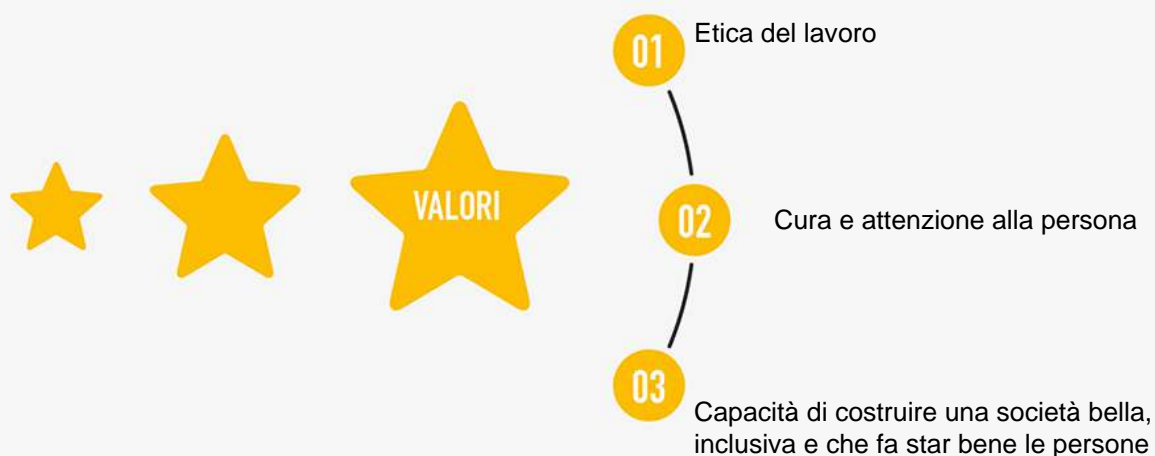 VALORI
01
Etica del lavoro
02
Cura e attenzione alla persona
03
Capacità di costruire una società bella,
inclusiva e che fa star bene le persone